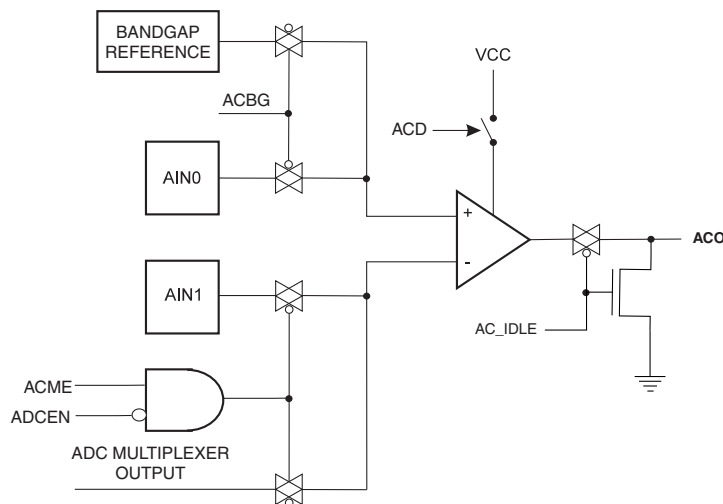 BANDGAP
REFERENCE
VCC
ACBG
ACD
AIN0
+
ACO
-
AIN1
AC_IDLE
ACME
ADCEN
ADC MULTIPLEXER
OUTPUT